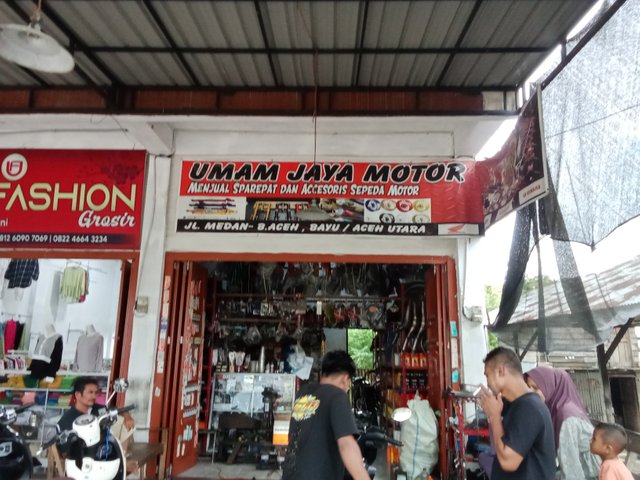 FASHION
Grosir
812 6090 7069 | 0822 4664 3234
UMAM JAYA MOTOR
MENJUAL SPAREPAT DAN ACCESORIS SEPEDA MOTOR
JL. MEDAN- B.ACEH , BAYU / ACEH UTARA